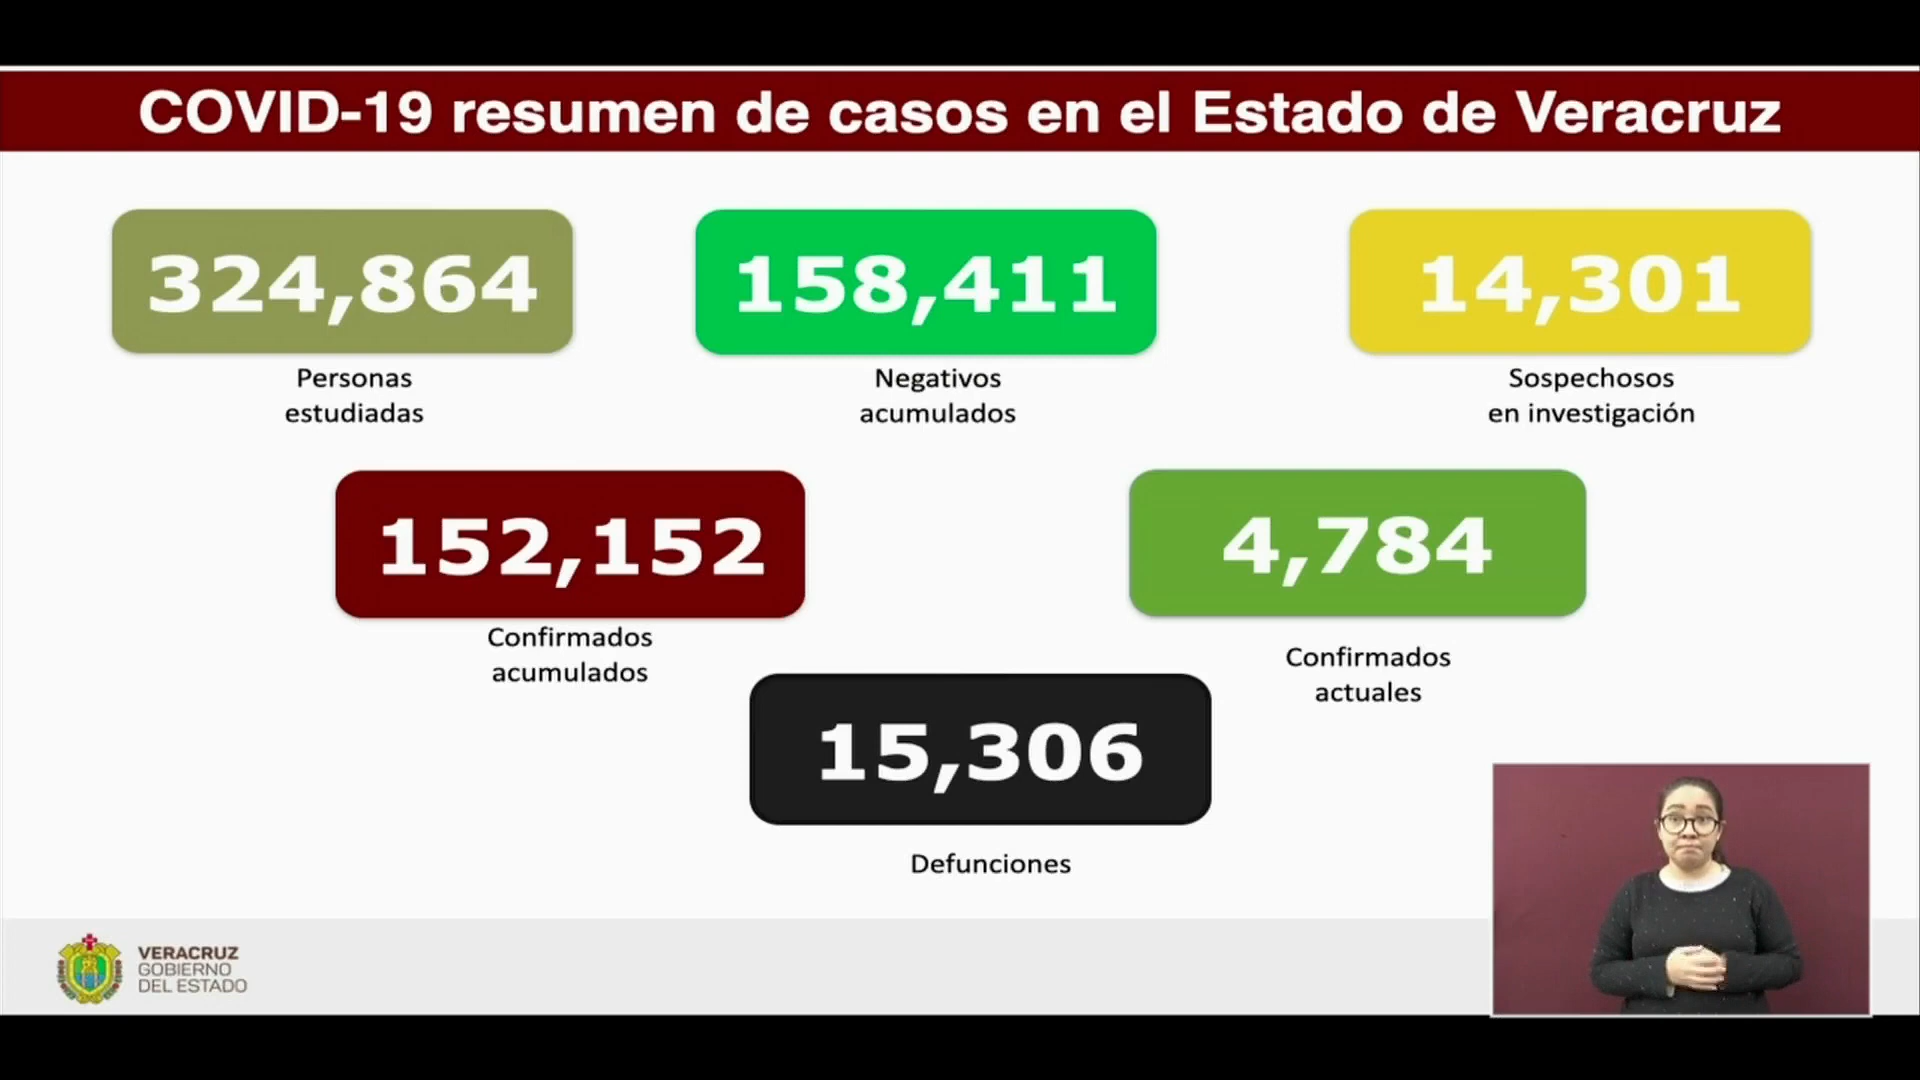 COVID-19 resumen de casos en el Estado de Veracruz
324,864
Personas
estudiadas
158,411
Negativos
acumulados
14,301
Sospechosos
en investigación
152,152
Confirmados
acumulados
4,784
Confirmados
actuales
15,306
Defunciones
VERACRUZ
GOBIERNO
DEL ESTADO